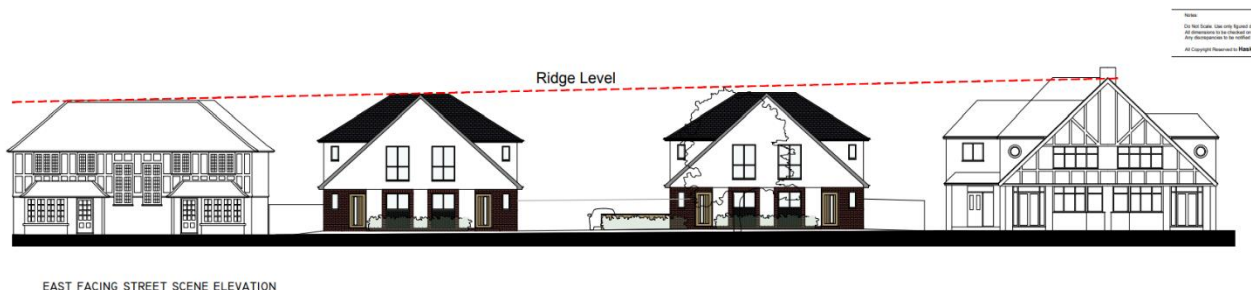 Notes:
Do Not Scale. Use only figured
All dimensions to be checked on
Any discrepancies to be notified
All Copyright Reserved to
Ridge Level
EAST FACING STREET SCENE ELEVATION